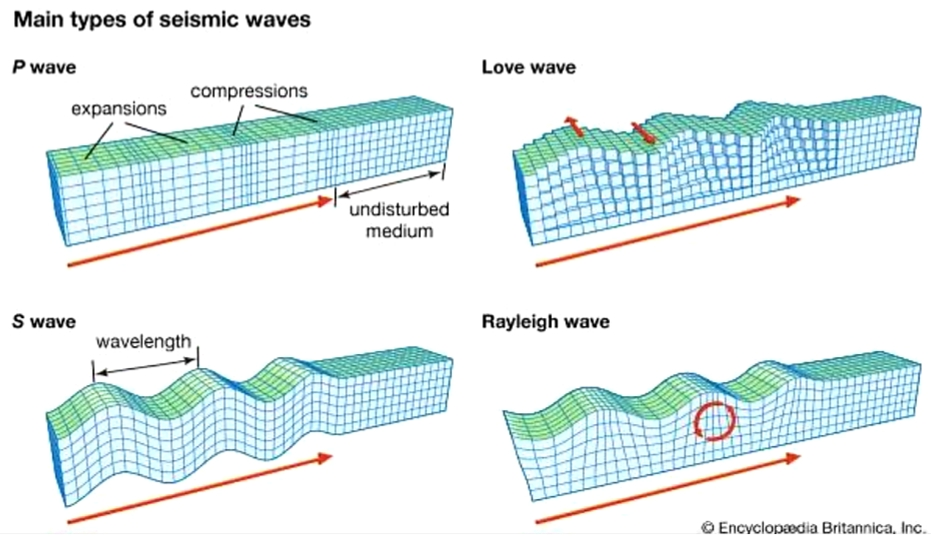 Main types of seismic waves
P wave
expansions
compressions
undisturbed
medium
Love wave
S wave
wavelength
Rayleigh wave
© Encyclopædia Britannica, Inc.